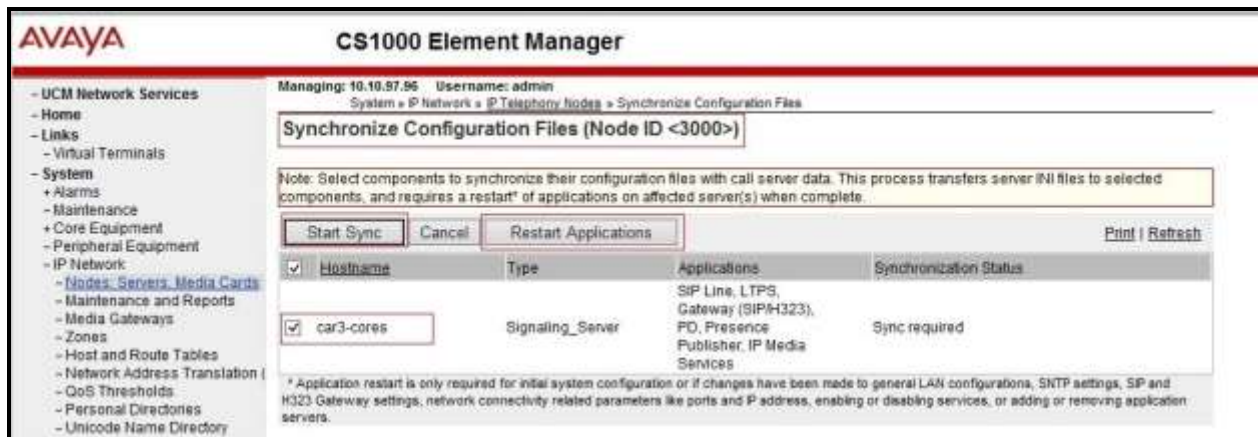 AVAYA
CS1000 Element Manager
- UCM Network Services
- Home
- Links
- Virtual Terminals
- System
+ Alarms
- Maintenance
+ Core Equipment
- Peripheral Equipment
- IP Network
- Nodes: Servers, Media Cards
- Maintenance and Reports
- Media Gateways
- Zones
- Host and Route Tables
- Network Address Translation (
- QoS Thresholds
- Personal Directories
- Unicode Name Directory
Managing: 10.10.97.96 Username: admin
System » IP Network » IP Telephony Nodes » Synchronize Configuration Files
Synchronize Configuration Files (Node ID <3000>)
Note: Select components to synchronize their configuration files with call server data. This process transfers server INI files to selected
components, and requires a restart* of applications on affected server(s) when complete.
Start Sync Cancel Restart Applications Print | Refresh
Hostname Type Applications Synchronization Status
car3-cores Signaling_Server SIP Line, LTPS, Gateway (SIP/H323), PD, Presence Publisher, IP Media Services Sync required
* Application restart is only required for initial system configuration or if changes have been made to general LAN configurations, SNTP settings, SIP and
H323 Gateway settings, network connectivity related parameters like ports and IP address, enabling or disabling services, or adding or removing application
servers.